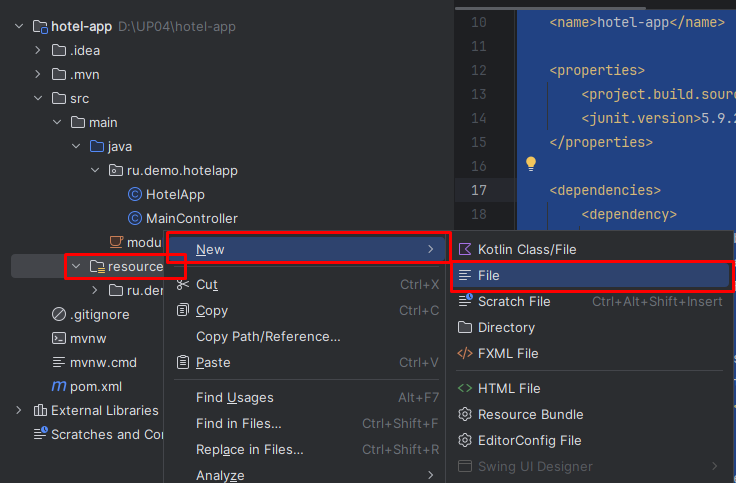 hotel-app D:\UP04\hotel-app
.idea
.mvn
src
main
java
ru.demo.hotelapp
HotelApp
MainController
modu
resource
ru.der
.gitignore
mvnw
mvnw.cmd
pom.xml
External Libraries
Scratches and Con
10 <name>hotel-app</name>
11
12 <properties>
13 <project.build.sour
14 <junit.version>5.9.2
15 </properties>
16
17 <dependencies>
18 <dependency>
New
Cut Ctrl+X
Copy Ctrl+C
Copy Path/Reference...
Paste Ctrl+V
Find Usages Alt+F7
Find in Files... Ctrl+Shift+F
Replace in Files... Ctrl+Shift+R
Analyze
Kotlin Class/File
File
Scratch File Ctrl+Alt+Shift+Insert
Directory
FXML File
HTML File
Resource Bundle
EditorConfig File
Swing UI Designer